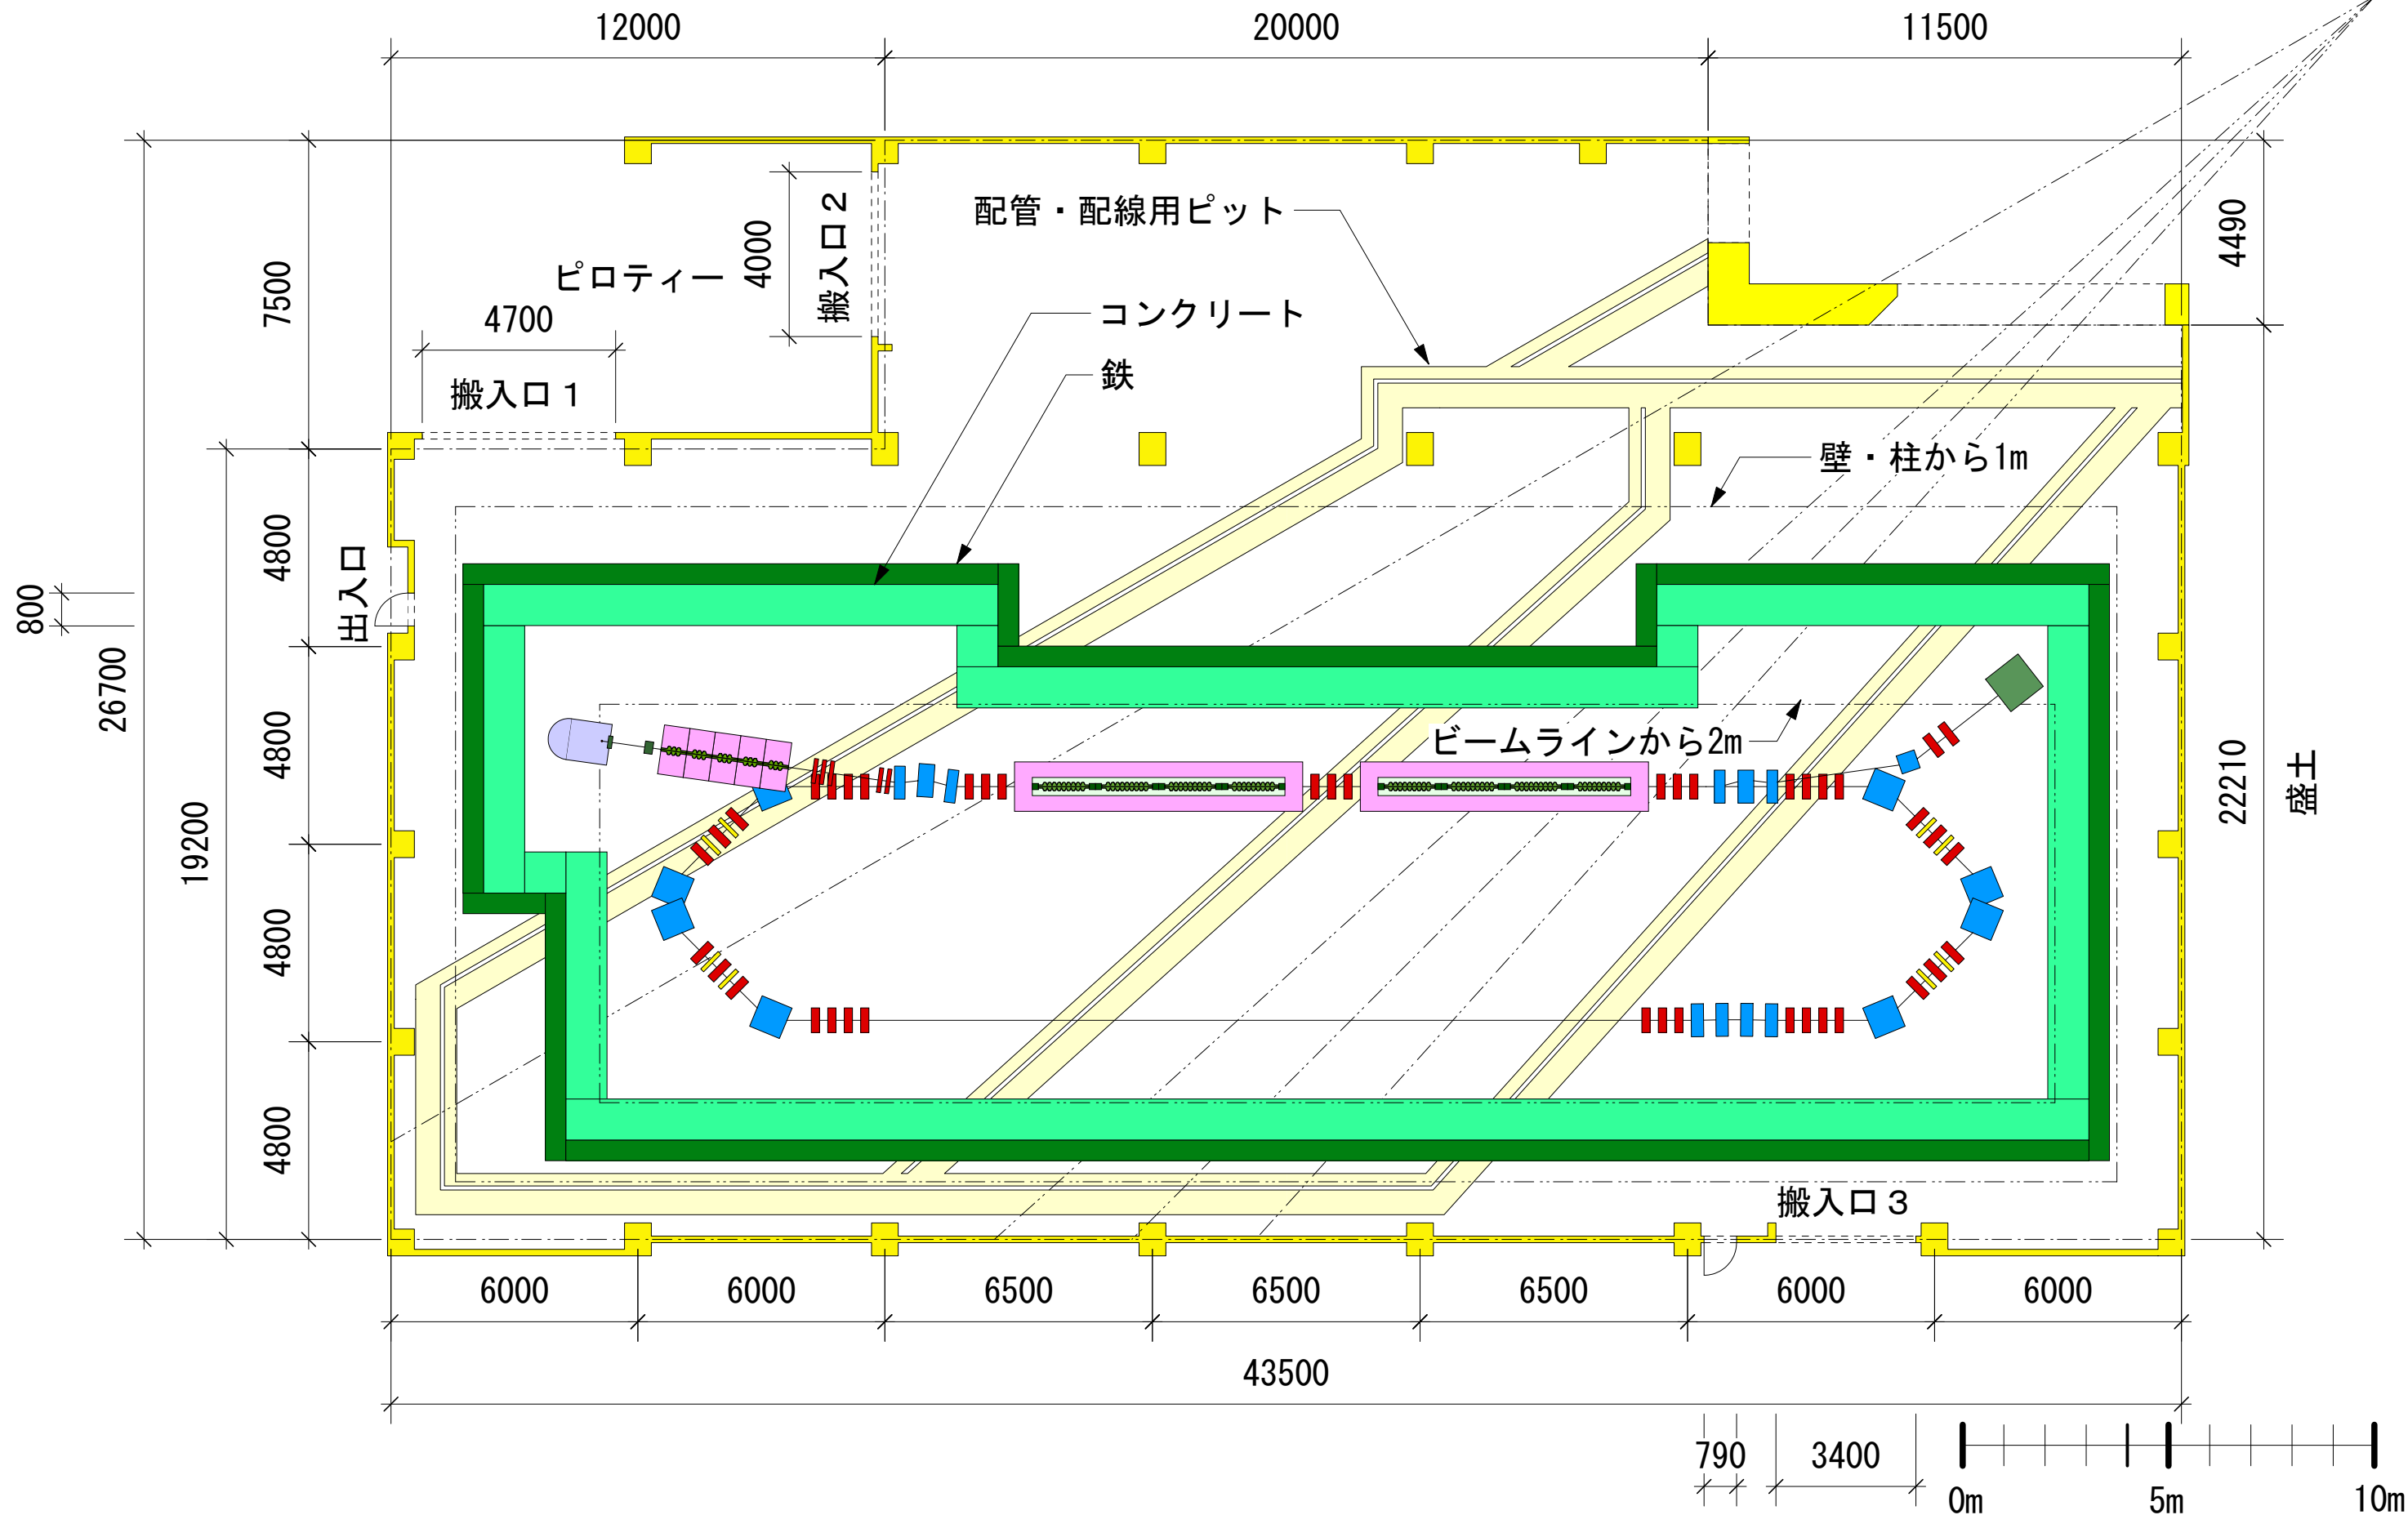 12000
20000
11500
配管・配線用ピット
4490
4000
搬入口２
ピロティー
7500
4700
コンクリート
搬入口１
鉄
壁・柱から1m
4800
出入口
800
26700
4800
ビームラインから2m
22210
盛土
19200
4800
4800
搬入口３
6000
6000
6500
6500
6500
6000
6000
43500
790
3400
0m
5m
10m